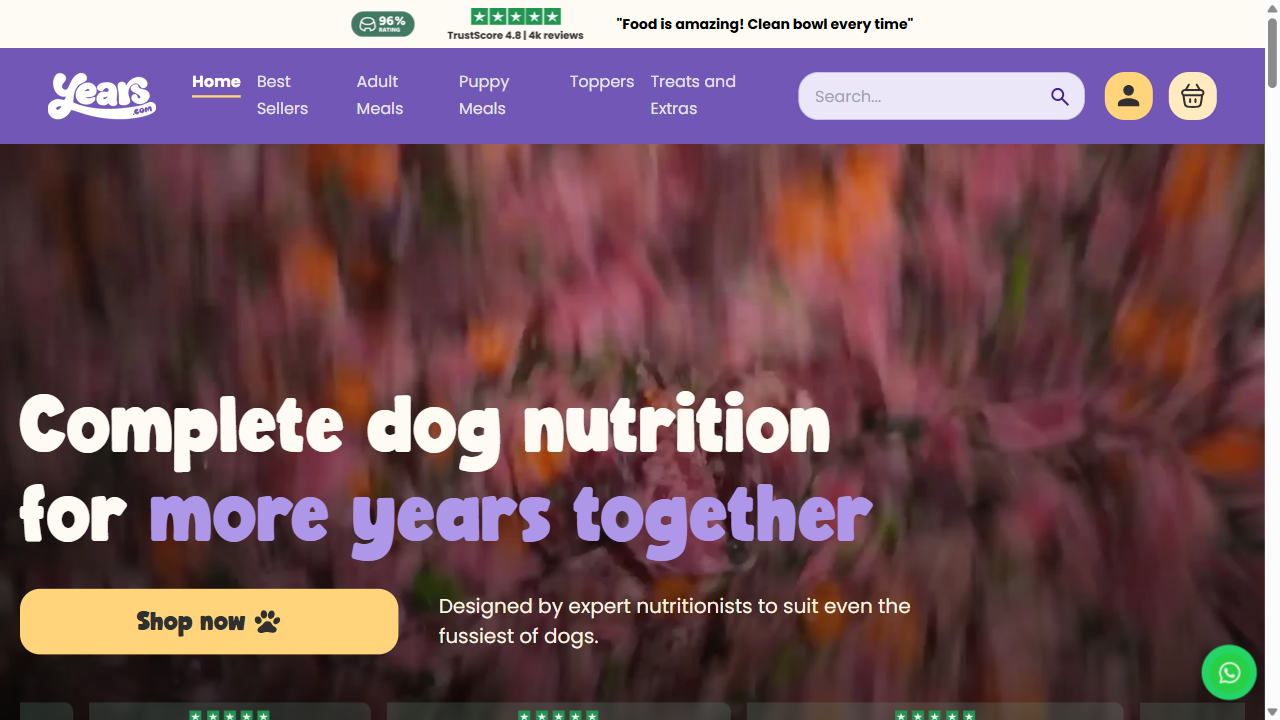 96%
RATING
TrustScore 4.8 | 4k reviews
"Food is amazing! Clean bowl every time"
Years
.com
Home
Best
Sellers
Adult
Meals
Puppy
Meals
Toppers
Treats and
Extras
Search...
Complete dog nutrition
for more years together
Shop now
Designed by expert nutritionists to suit even the
fussiest of dogs.